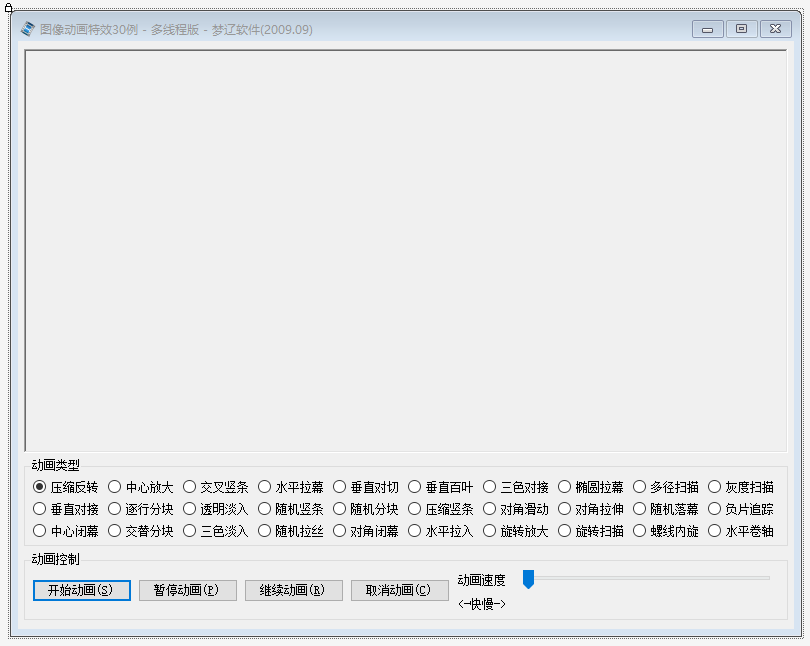 图像动画特效30例 - 多线程版 - 梦辽软件(2009.09)
动画类型
压缩反转 中心放大 交叉竖条 水平拉幕 垂直对切 垂直百叶 三色对接 椭圆拉幕 多径扫描 灰度扫描
垂直对接 逐行分块 透明淡入 随机竖条 随机分块 压缩竖条 对角滑动 对角拉伸 随机落幕 负片追踪
中心闭幕 交替分块 三色淡入 随机拉丝 对角闭幕 水平拉入 旋转放大 旋转扫描 螺线内旋 水平卷轴
动画控制
开始动画(S) 暂停动画(P) 继续动画(R) 取消动画(C) 动画速度
<-快慢->